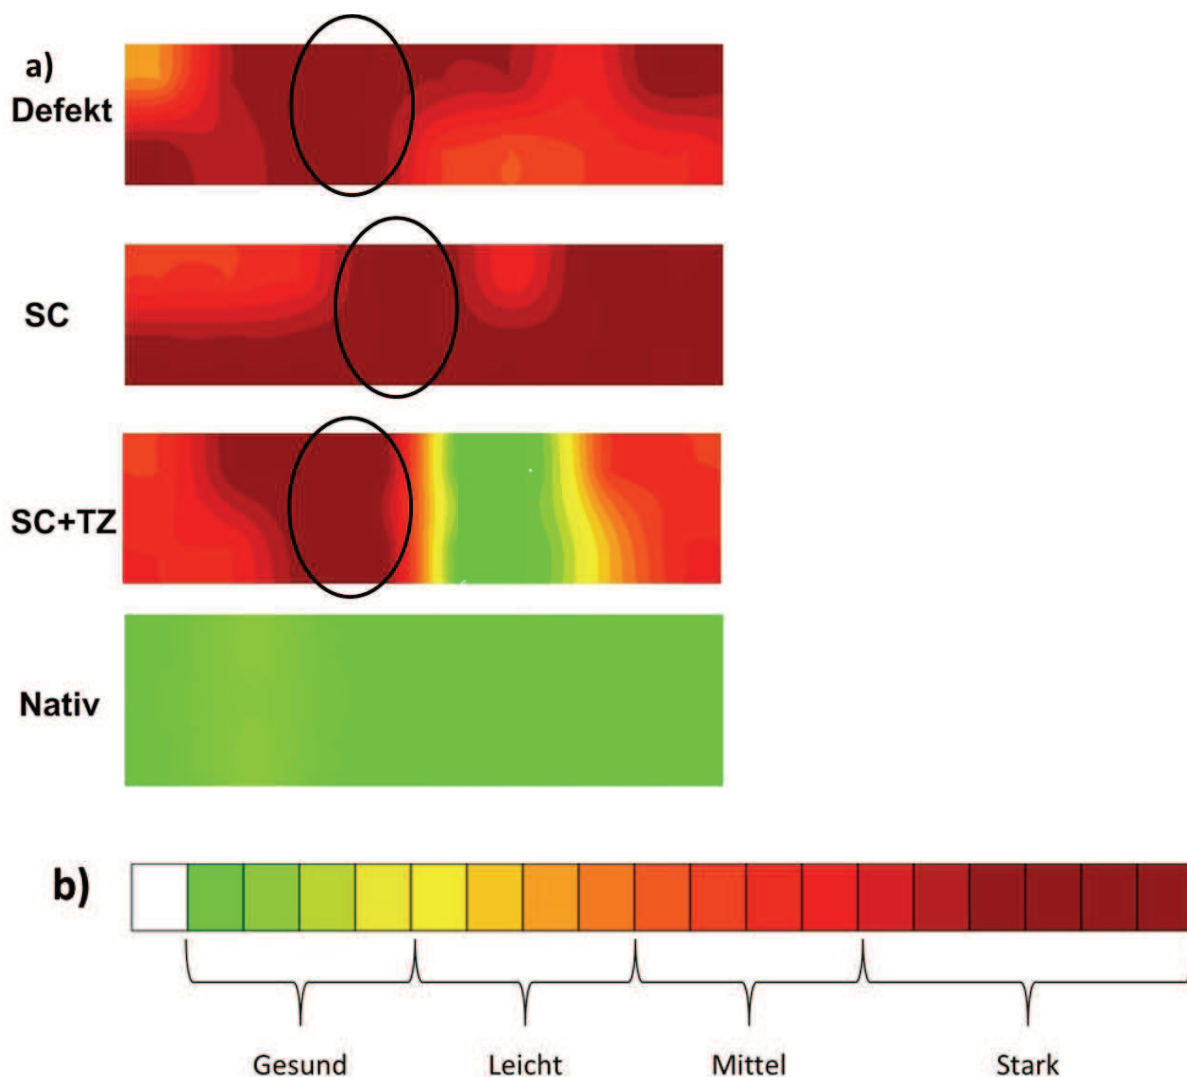 a)
Defekt
SC
SC+TZ
Nativ
b)
Gesund Leicht Mittel Stark